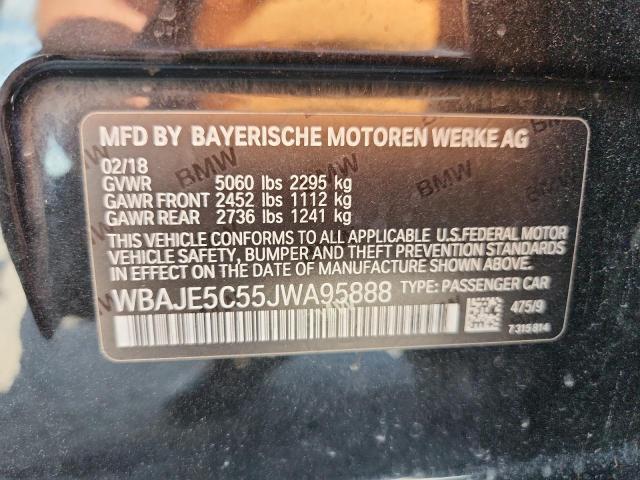 MFD BY BAYERISCHE MOTOREN WERKE AG
02/18
GVWR 5060 lbs 2295 kg
GAWR FRONT 2452 lbs 1112 kg
GAWR REAR 2736 lbs 1241 kg
THIS VEHICLE CONFORMS TO ALL APPLICABLE U.S.FEDERAL MOTOR
VEHICLE SAFETY, BUMPER AND THEFT PREVENTION STANDARDS
IN EFFECT ON THE DATE OF MANUFACTURE SHOWN ABOVE.
WBAJE5C55JWA95888 TYPE: PASSENGER CAR
475/9
7 315 814
BMW
BMW
BMW